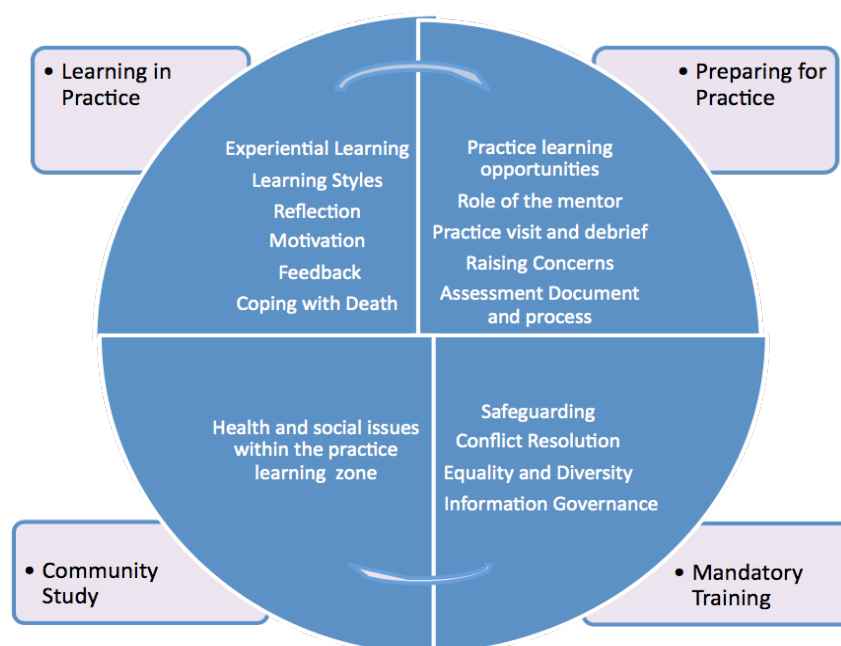 • Learning in
Practice
• Preparing for
Practice
Experiential Learning
Learning Styles
Reflection
Motivation
Feedback
Coping with Death
Practice learning
opportunities
Role of the mentor
Practice visit and debrief
Raising Concerns
Assessment Document
and process
Health and social issues
within the practice
learning zone
Safeguarding
Conflict Resolution
Equality and Diversity
Information Governance
• Community
Study
• Mandatory
Training